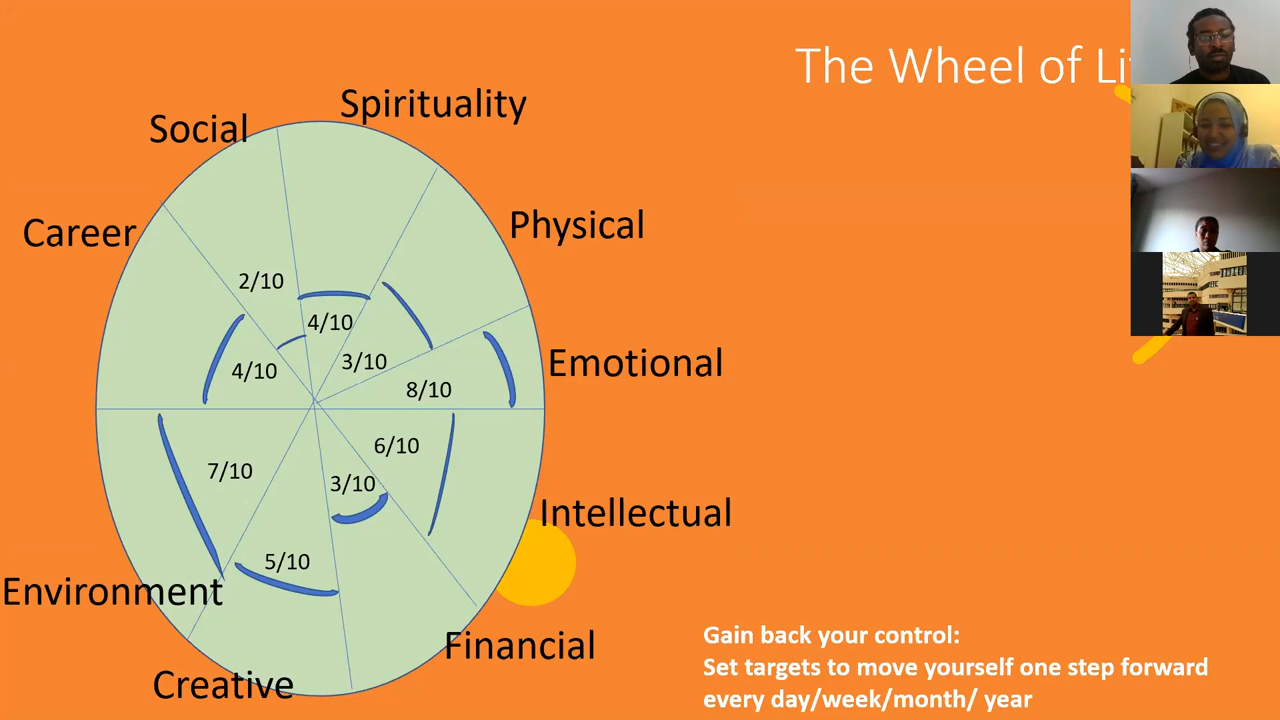 The Wheel of Li
Spirituality
Social
Career
Physical
2/10
4/10
4/10
3/10
Emotional
8/10
6/10
7/10
3/10
Intellectual
5/10
Environment
Financial
Creative
Gain back your control:
Set targets to move yourself one step forward
every day/week/month/ year